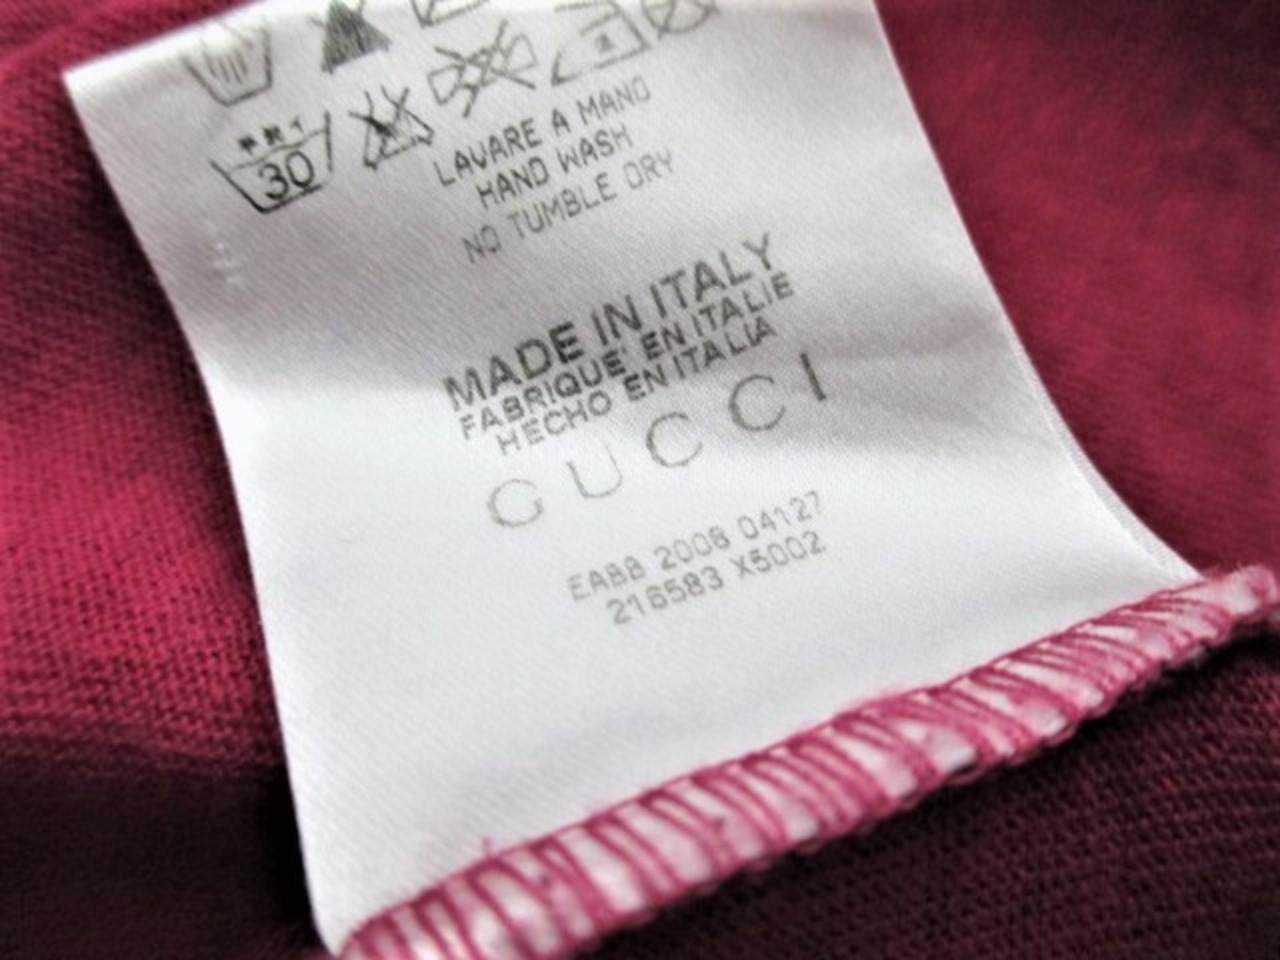 30
LAVARE A MANO
HAND WASH
NO TUMBLE DRY
MADE IN ITALY
FABRIQUE' EN ITALIE
HECHO EN ITALIA
GUCCI
EABB 2008 04127
216583 X5002